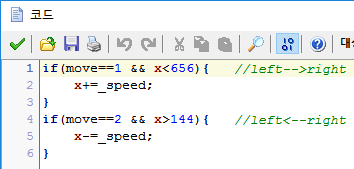 코드
1 if(move==1 && x<656){ //left-->right
2 x+=_speed;
3 }
4 if(move==2 && x>144){ //left<--right
5 x-=_speed;
6 }